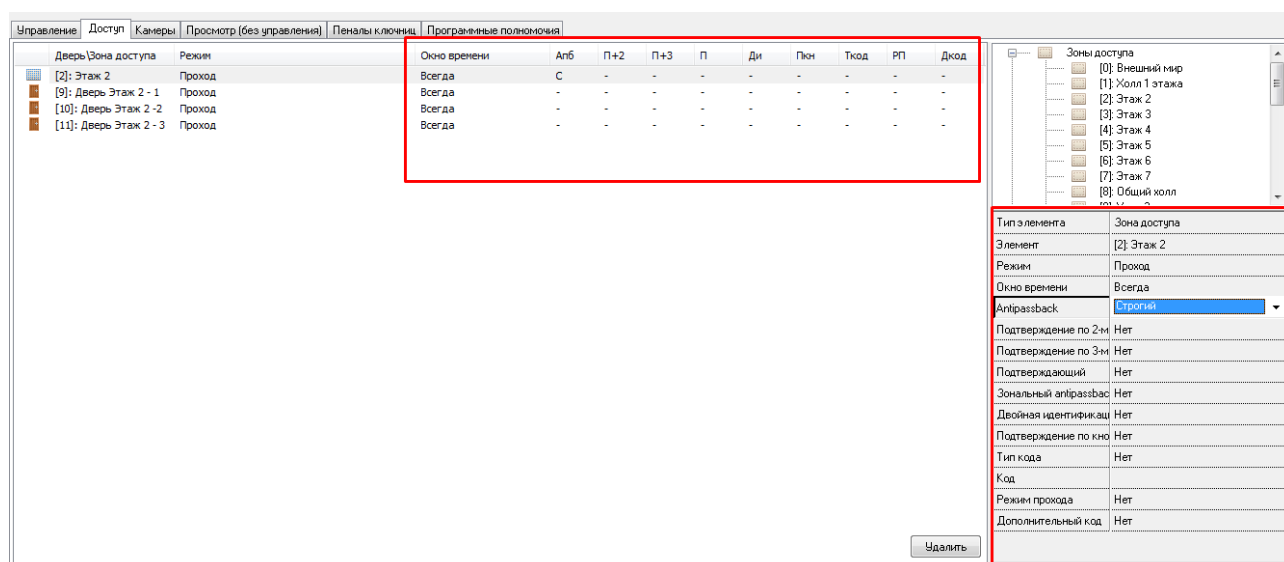 Управление Доступ Камеры Просмотр (без управления) Пеналы ключниц Программные полномочия
Дверь\Зона доступа Режим Окно времени Апб П+2 П+3 П Ди Пкн Ткод РП Дкод
[2]: Этаж 2 Проход Всегда С - - - - - - - -
[9]: Дверь Этаж 2 - 1 Проход Всегда - - - - - - - - -
[10]: Дверь Этаж 2 -2 Проход Всегда - - - - - - - - -
[11]: Дверь Этаж 2 - 3 Проход Всегда - - - - - - - - -
Удалить
Зоны доступа
[0]: Внешний мир
[1]: Холл 1 этажа
[2]: Этаж 2
[3]: Этаж 3
[4]: Этаж 4
[5]: Этаж 5
[6]: Этаж 6
[7]: Этаж 7
[8]: Общий холл
Тип элемента Зона доступа
Элемент [2]: Этаж 2
Режим Проход
Окно времени Всегда
Antipassback Строгий
Подтверждение по 2-м Нет
Подтверждение по 3-м Нет
Подтверждающий Нет
Зональный antipassbac Нет
Двойная идентификац Нет
Подтверждение по кно Нет
Тип кода Нет
Код
Режим прохода Нет
Дополнительный код Нет